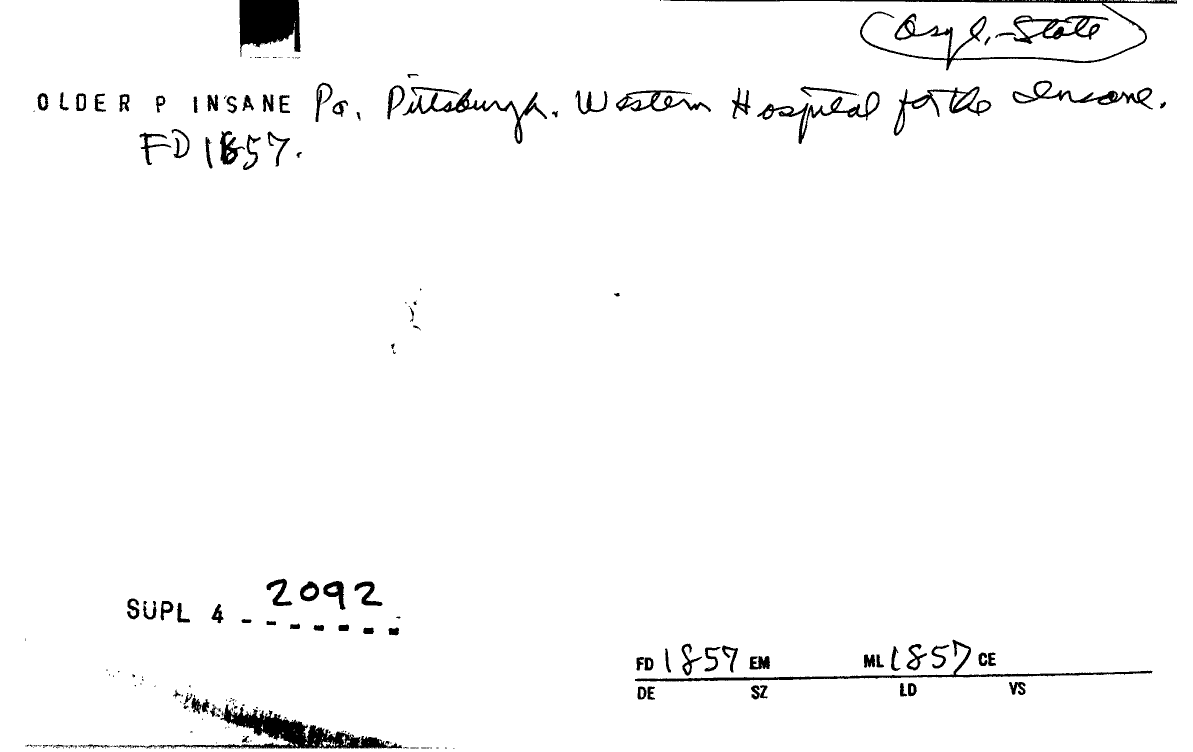 (Asyl.-State)
OLDER P INSANE Pa. Pittsburgh. Western Hospital for the Insane.
FD 1857.
SUPL 4 2092
FD 1857 EM ML 1857 CE
DE SZ LD VS